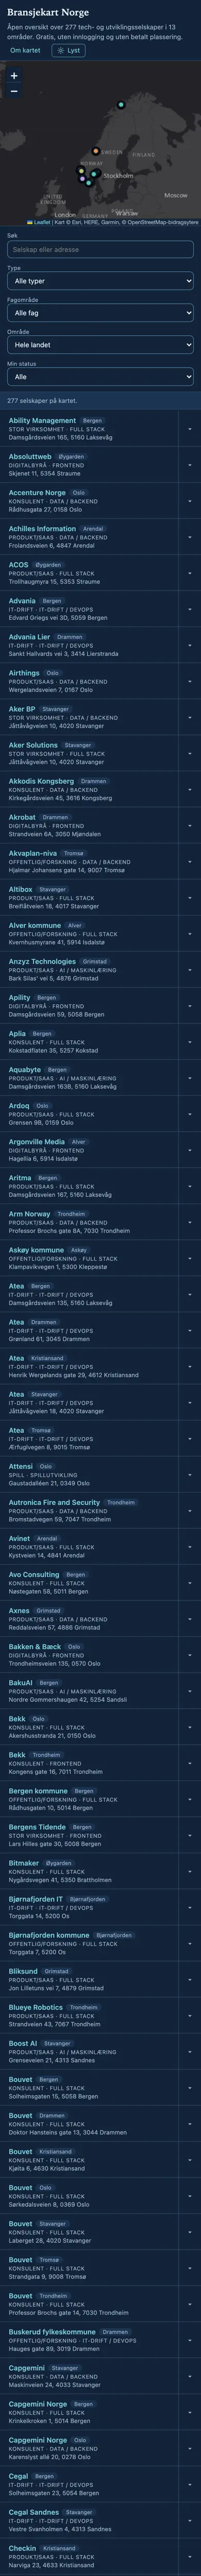 Bransjekart Norge
Åpen oversikt over 277 tech- og utviklingsselskaper i 13
områder. Gratis, uten innlogging og uten betalt plassering.
Om kartet
Lyst
+
−
SWEDEN
FINLAND
NORWAY
Stockholm
Moscow
UNITED
KINGDOM
London
GERMANY
POLAND
Warsaw
Leaflet | Kart © Esri, HERE, Garmin, © OpenStreetMap-bidragsytere
Søk
Selskap eller adresse
Type
Alle typer
Fagområde
Alle fag
Område
Hele landet
Min status
Alle
277 selskaper på kartet.
Ability Management Bergen
STOR VIRKSOMHET · FULL STACK
Damsgårdsveien 165, 5160 Laksevåg
Absoluttweb Øygarden
DIGITALBYRÅ · FRONTEND
Skjenet 11, 5354 Straume
Accenture Norge Oslo
KONSULENT · DATA / BACKEND
Rådhusgata 27, 0158 Oslo
Achilles Information Arendal
PRODUKT/SAAS · DATA / BACKEND
Frolandsveien 6, 4847 Arendal
ACOS Øygarden
PRODUKT/SAAS · FULL STACK
Trollhaugmyra 15, 5353 Straume
Advania Bergen
IT-DRIFT · IT-DRIFT / DEVOPS
Edvard Griegs vei 3D, 5059 Bergen
Advania Lier Drammen
IT-DRIFT · IT-DRIFT / DEVOPS
Sankt Hallvards vei 3, 3414 Lierstranda
Airthings Oslo
PRODUKT/SAAS · DATA / BACKEND
Wergelandsveien 7, 0167 Oslo
Aker BP Stavanger
STOR VIRKSOMHET · DATA / BACKEND
Jåttåvågveien 10, 4020 Stavanger
Aker Solutions Stavanger
STOR VIRKSOMHET · FULL STACK
Jåttåvågveien 10, 4020 Stavanger
Akkodis Kongsberg Drammen
KONSULENT · DATA / BACKEND
Kirkegårdsveien 45, 3616 Kongsberg
Akrobat Drammen
DIGITALBYRÅ · FRONTEND
Strandveien 6A, 3050 Mjøndalen
Akvaplan-niva Tromsø
OFFENTLIG/FORSKNING · DATA / BACKEND
Hjalmar Johansens gate 14, 9007 Tromsø
Altibox Stavanger
PRODUKT/SAAS · FULL STACK
Breiflåtveien 18, 4017 Stavanger
Alver kommune Alver
OFFENTLIG/FORSKNING · FULL STACK
Kvernhusmyrane 41, 5914 Isdalstø
Anzyz Technologies Grimstad
PRODUKT/SAAS · AI / MASKINLÆRING
Bark Silas' vei 5, 4876 Grimstad
Apility Bergen
DIGITALBYRÅ · FRONTEND
Damsgårdsveien 59, 5058 Bergen
Aplia Bergen
KONSULENT · FULL STACK
Kokstadflaten 35, 5257 Kokstad
Aquabyte Bergen
PRODUKT/SAAS · AI / MASKINLÆRING
Damsgårdsveien 163B, 5160 Laksevåg
Ardoq Oslo
PRODUKT/SAAS · FULL STACK
Grensen 9B, 0159 Oslo
Argonville Media Alver
DIGITALBYRÅ · FRONTEND
Hagellia 6, 5914 Isdalstø
Aritma Bergen
PRODUKT/SAAS · FULL STACK
Damsgårdsveien 167, 5160 Laksevåg
Arm Norway Trondheim
PRODUKT/SAAS · DATA / BACKEND
Professor Brochs gate 8A, 7030 Trondheim
Askøy kommune Askøy
OFFENTLIG/FORSKNING · FULL STACK
Klampavikvegen 1, 5300 Kleppestø
Atea Bergen
IT-DRIFT · IT-DRIFT / DEVOPS
Damsgårdsveien 135, 5160 Laksevåg
Atea Drammen
IT-DRIFT · IT-DRIFT / DEVOPS
Grønland 61, 3045 Drammen
Atea Kristiansand
IT-DRIFT · IT-DRIFT / DEVOPS
Henrik Wergelands gate 29, 4612 Kristiansand
Atea Stavanger
IT-DRIFT · IT-DRIFT / DEVOPS
Jåttåvågveien 18, 4020 Stavanger
Atea Tromsø
IT-DRIFT · IT-DRIFT / DEVOPS
Ærfuglvegen 8, 9015 Tromsø
Attensi Oslo
SPILL · SPILLUTVIKLING
Gaustadalléen 21, 0349 Oslo
Autronica Fire and Security Trondheim
PRODUKT/SAAS · DATA / BACKEND
Bromstadvegen 59, 7047 Trondheim
Avinet Arendal
PRODUKT/SAAS · FULL STACK
Kystveien 14, 4841 Arendal
Avo Consulting Bergen
KONSULENT · FULL STACK
Nøstegaten 58, 5011 Bergen
Axnes Grimstad
PRODUKT/SAAS · DATA / BACKEND
Reddalsveien 57, 4886 Grimstad
Bakken & Bæck Oslo
DIGITALBYRÅ · FRONTEND
Trondheimsveien 135, 0570 Oslo
BakuAI Bergen
PRODUKT/SAAS · AI / MASKINLÆRING
Nordre Gommershaugen 42, 5254 Sandsli
Bekk Oslo
KONSULENT · FULL STACK
Akershusstranda 21, 0150 Oslo
Bekk Trondheim
KONSULENT · FRONTEND
Kongens gate 16, 7011 Trondheim
Bergen kommune Bergen
OFFENTLIG/FORSKNING · FULL STACK
Rådhusgaten 10, 5014 Bergen
Bergens Tidende Bergen
STOR VIRKSOMHET · FRONTEND
Lars Hilles gate 30, 5008 Bergen
Bitmaker Øygarden
KONSULENT · FULL STACK
Nygårdsvegen 41, 5350 Brattholmen
Bjørnafjorden IT Bjørnafjorden
IT-DRIFT · IT-DRIFT / DEVOPS
Torggata 14, 5200 Os
Bjørnafjorden kommune Bjørnafjorden
OFFENTLIG/FORSKNING · FULL STACK
Torggata 7, 5200 Os
Bliksund Grimstad
PRODUKT/SAAS · FULL STACK
Jon Lilletuns vei 7, 4879 Grimstad
Blueye Robotics Trondheim
PRODUKT/SAAS · FULL STACK
Strandveien 43, 7067 Trondheim
Boost AI Stavanger
PRODUKT/SAAS · AI / MASKINLÆRING
Grenseveien 21, 4313 Sandnes
Bouvet Bergen
KONSULENT · FULL STACK
Solheimsgaten 15, 5058 Bergen
Bouvet Drammen
KONSULENT · FULL STACK
Doktor Hansteins gate 13, 3044 Drammen
Bouvet Kristiansand
KONSULENT · FULL STACK
Kjøita 6, 4630 Kristiansand
Bouvet Oslo
KONSULENT · FULL STACK
Sørkedalsveien 8, 0369 Oslo
Bouvet Stavanger
KONSULENT · FULL STACK
Laberget 28, 4020 Stavanger
Bouvet Tromsø
KONSULENT · FULL STACK
Strandgata 9, 9008 Tromsø
Bouvet Trondheim
KONSULENT · FULL STACK
Professor Brochs gate 14, 7030 Trondheim
Buskerud fylkeskommune Drammen
OFFENTLIG/FORSKNING · IT-DRIFT / DEVOPS
Hauges gate 89, 3019 Drammen
Capgemini Stavanger
KONSULENT · DATA / BACKEND
Maskinveien 24, 4033 Stavanger
Capgemini Norge Bergen
KONSULENT · FULL STACK
Krinkelkroken 1, 5014 Bergen
Capgemini Norge Oslo
KONSULENT · DATA / BACKEND
Karenslyst allé 20, 0278 Oslo
Cegal Bergen
IT-DRIFT · IT-DRIFT / DEVOPS
Solheimsgaten 23, 5054 Bergen
Cegal Sandnes Stavanger
IT-DRIFT · IT-DRIFT / DEVOPS
Vestre Svanholmen 4, 4313 Sandnes
Checkin Kristiansand
PRODUKT/SAAS · FULL STACK
Narviga 23, 4633 Kristiansand